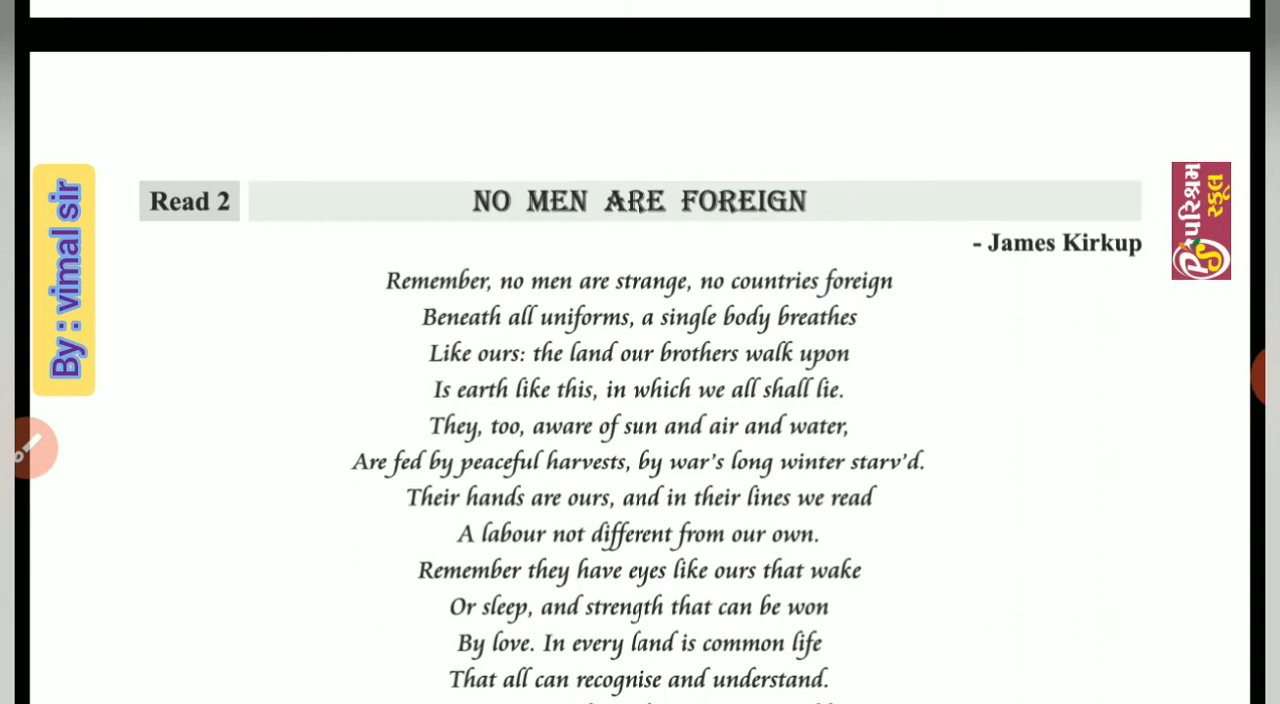 Read 2
NO MEN ARE FOREIGN
- James Kirkup
Remember, no men are strange, no countries foreign
Beneath all uniforms, a single body breathes
Like ours: the land our brothers walk upon
Is earth like this, in which we all shall lie.
They, too, aware of sun and air and water,
Are fed by peaceful harvests, by war's long winter starv'd.
Their hands are ours, and in their lines we read
A labour not different from our own.
Remember they have eyes like ours that wake
Or sleep, and strength that can be won
By love. In every land is common life
That all can recognise and understand.
By : vimal sir
સ્કૂલ